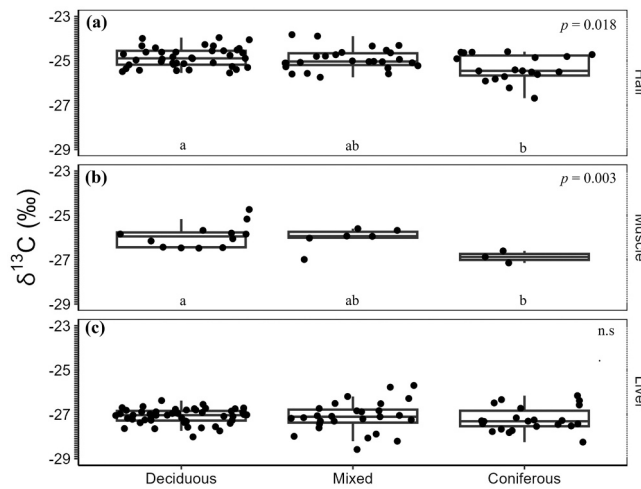 (a)
p = 0.018
-23
-25
-27
-29
a
ab
b
Hair
(b)
p = 0.003
-23
-25
-27
-29
a
ab
b
Muscle
(c)
n.s
-23
-25
-27
-29
Liver
δ13C (‰)
Deciduous
Mixed
Coniferous